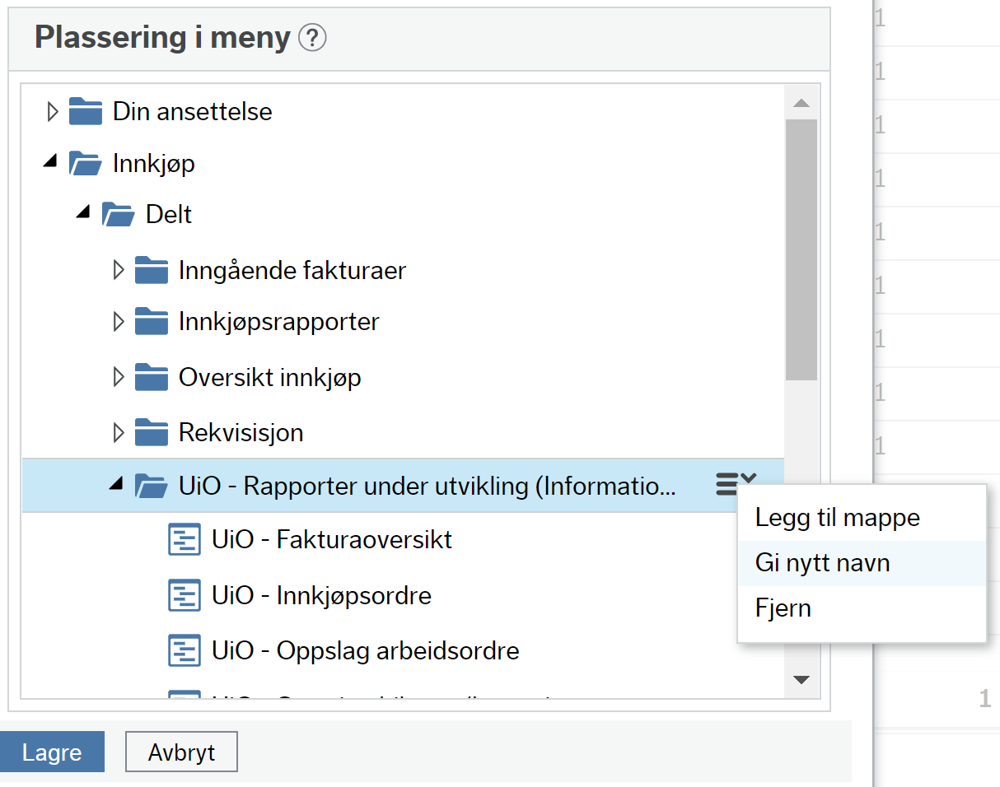 Plassering i meny ?
Din ansettelse
Innkjøp
Delt
Inngående fakturaer
Innkjøpsrapporter
Oversikt innkjøp
Rekvisisjon
UiO - Rapporter under utvikling (Informatio...
Legg til mappe
Gi nytt navn
Fjern
UiO - Fakturaoversikt
UiO - Innkjøpsordre
UiO - Oppslag arbeidsordre
Lagre
Avbryt
1
1
1
1
1
1
1
1
1
1